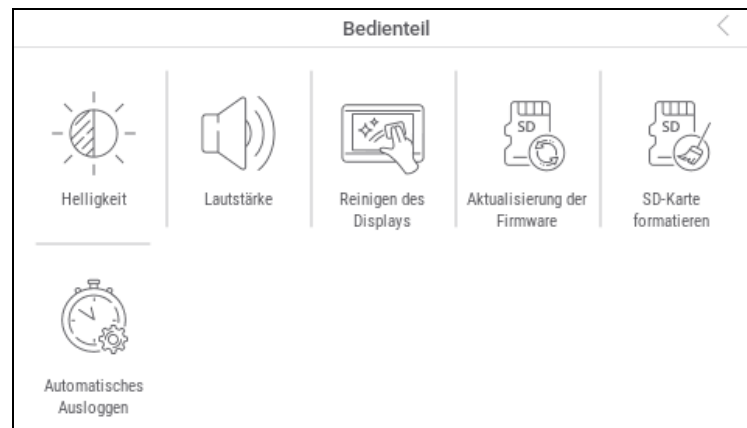 Bedienteil
SD
SD
Helligkeit
Lautstärke
Reinigen des
Displays
Aktualisierung der
Firmware
SD-Karte
formatieren
Automatisches
Ausloggen